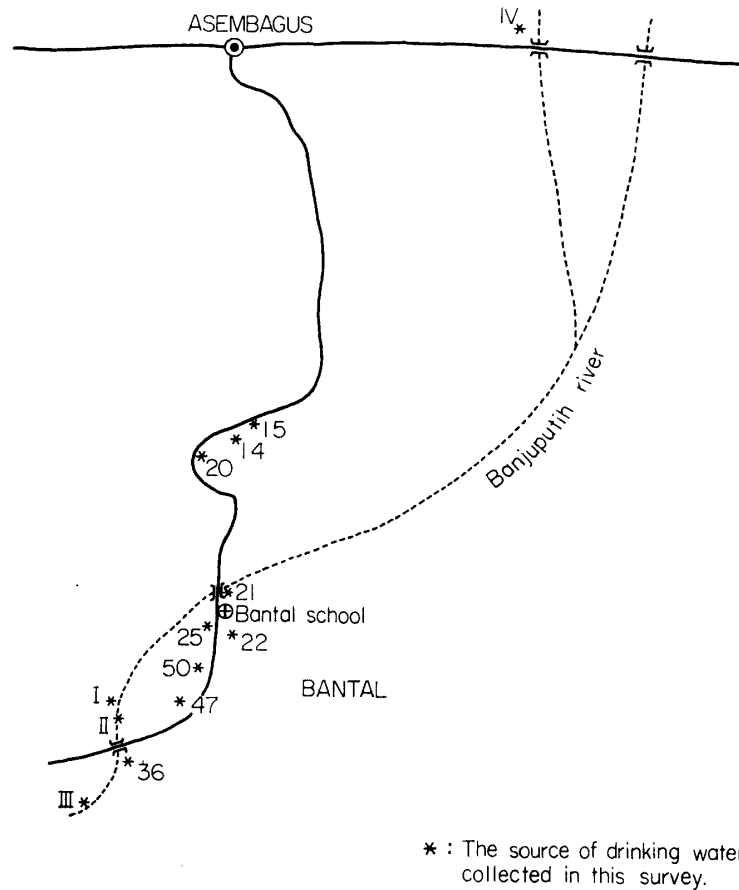 ASEMBAGUS
IV
15
14
20
Banjuputih river
21
Bantal school
25
22
50
BANTAL
I
47
II
36
III
* : The source of drinking water
collected in this survey.